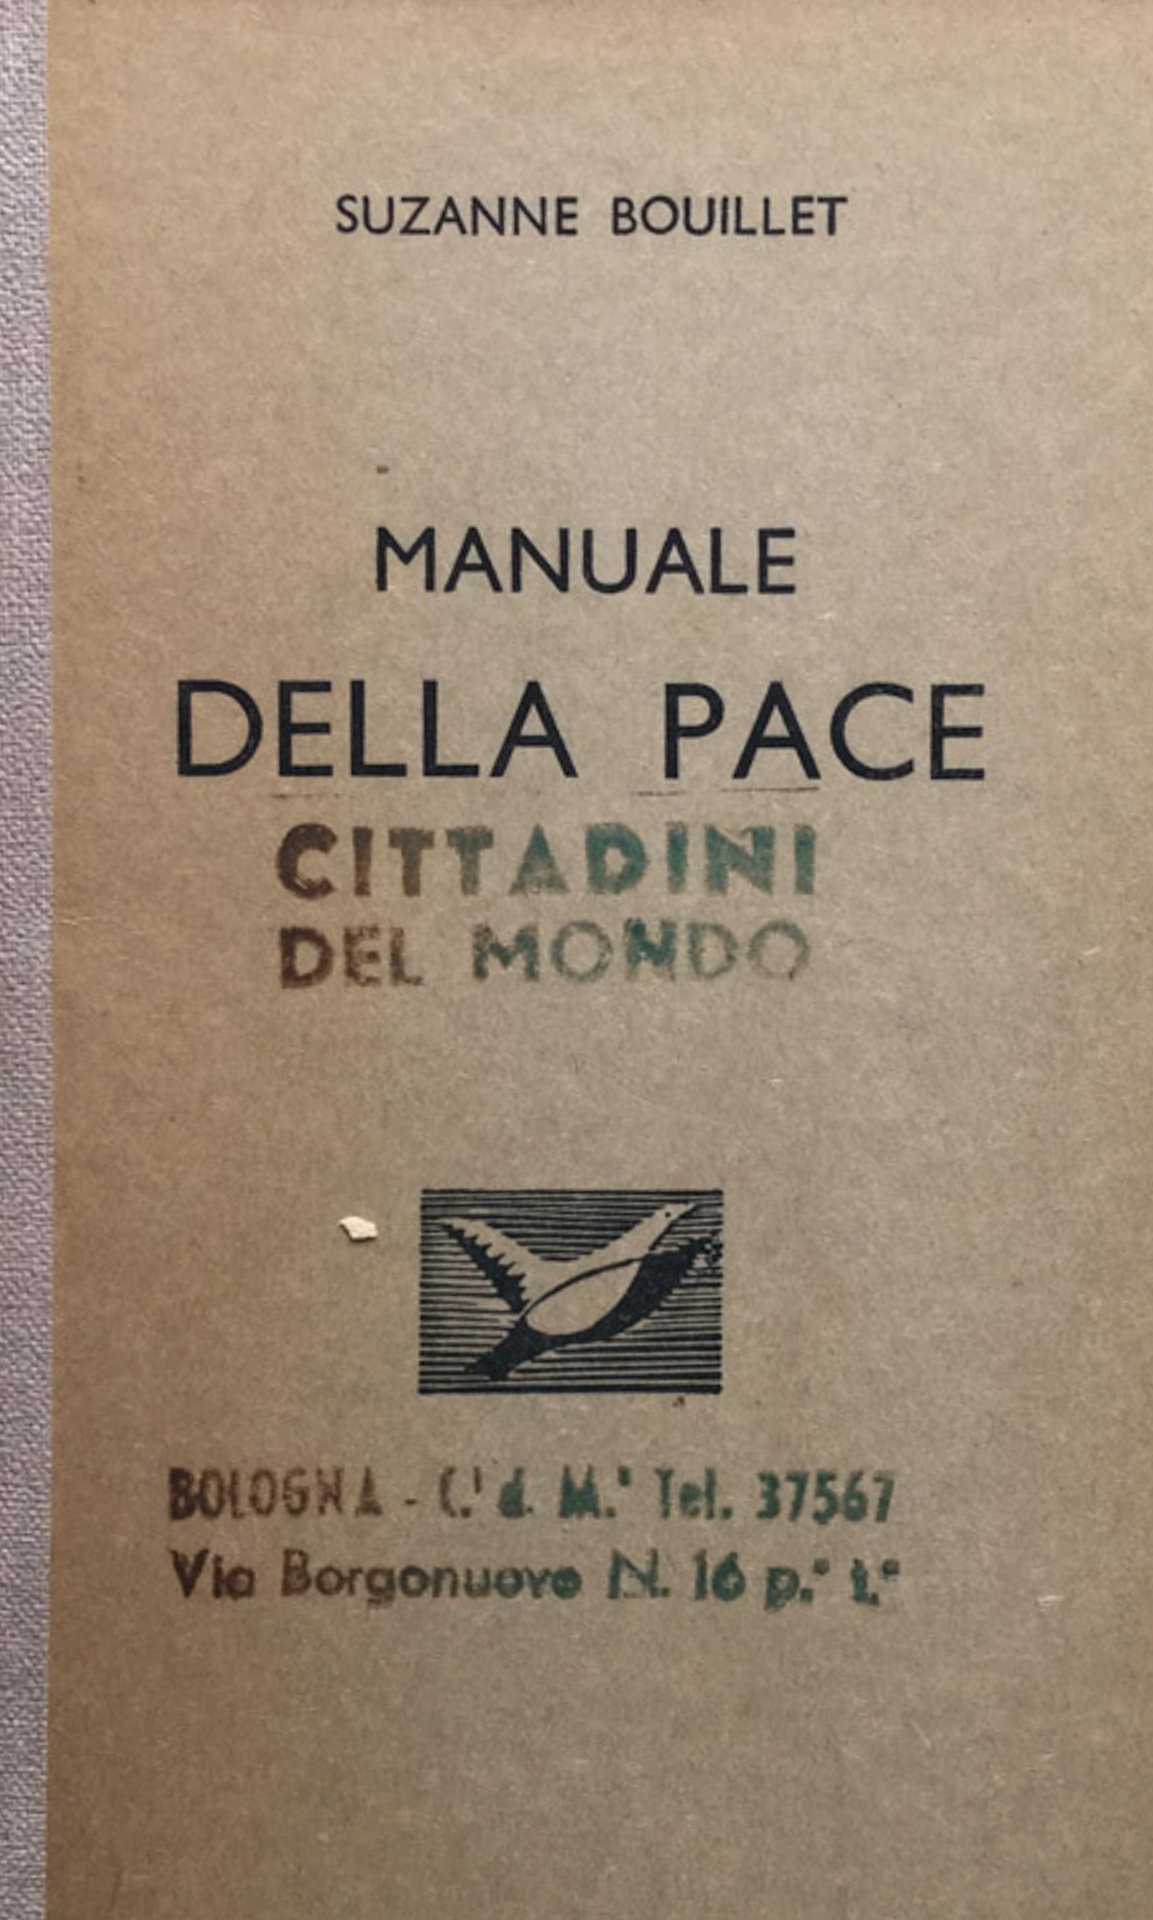 SUZANNE BOUILLET
MANUALE
DELLA PACE
CITTADINI
DEL MONDO
BOLOGNA - C.i d. M.° Tel. 37567
Via Borgonuovo N. 16 p.° t.°